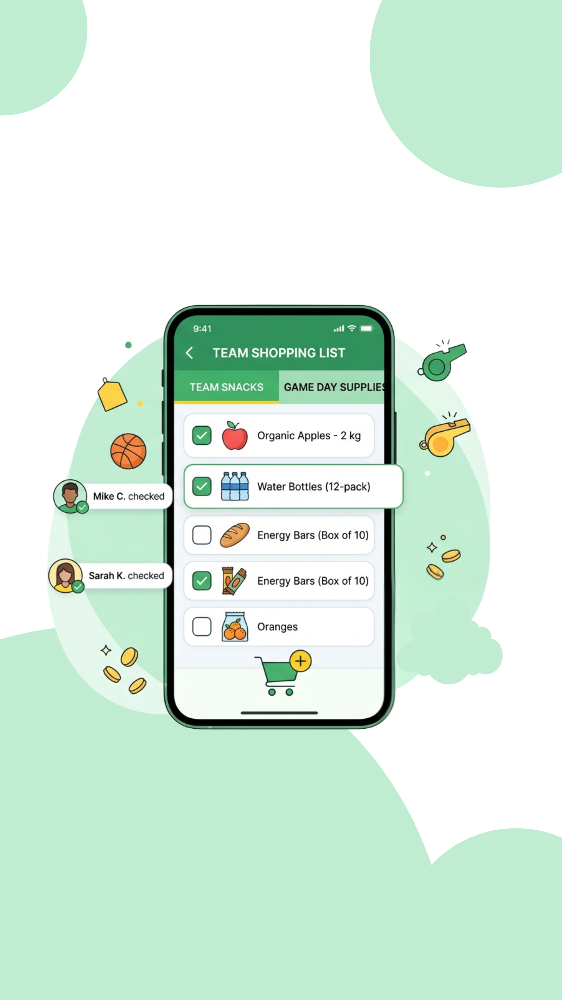 9:41
TEAM SHOPPING LIST
TEAM SNACKS
GAME DAY SUPPLIES
Organic Apples - 2 kg
Water Bottles (12-pack)
Mike C. checked
Energy Bars (Box of 10)
Sarah K. checked
Energy Bars (Box of 10)
Oranges